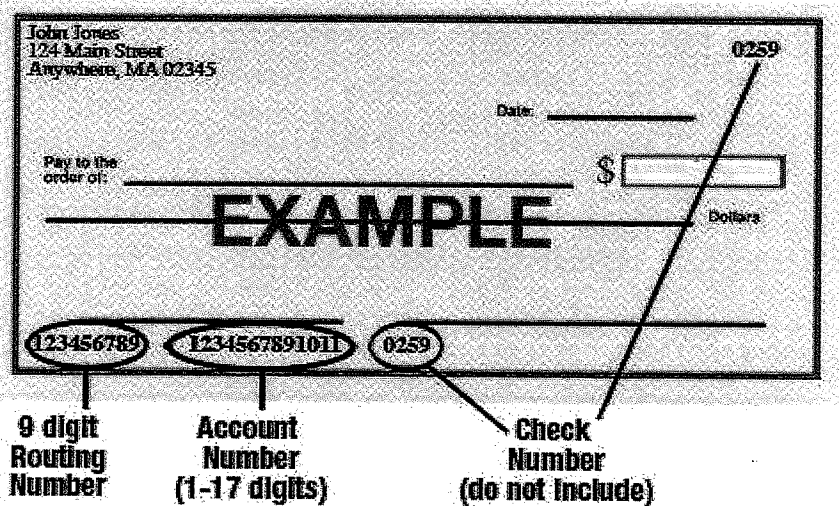 John Jones
124 Main Street
Anywhere, MA 02345
0259
Date:
Pay to the
order of:
$
EXAMPLE
Dollars
123456789
1234567891011
0259
9 digit
Routing
Number
Account
Number
(1-17 digits)
Check
Number
(do not include)